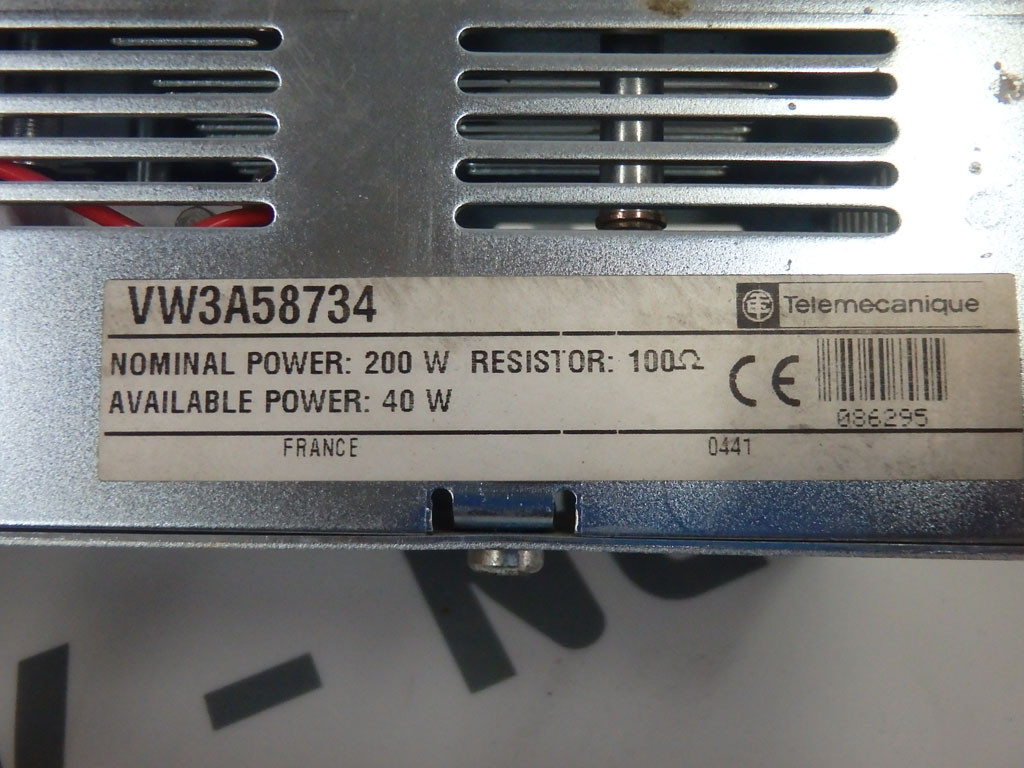 VW3A58734
Telemecanique
NOMINAL POWER: 200 W RESISTOR: 100Ω
AVAILABLE POWER: 40 W
CE
086295
FRANCE 0441